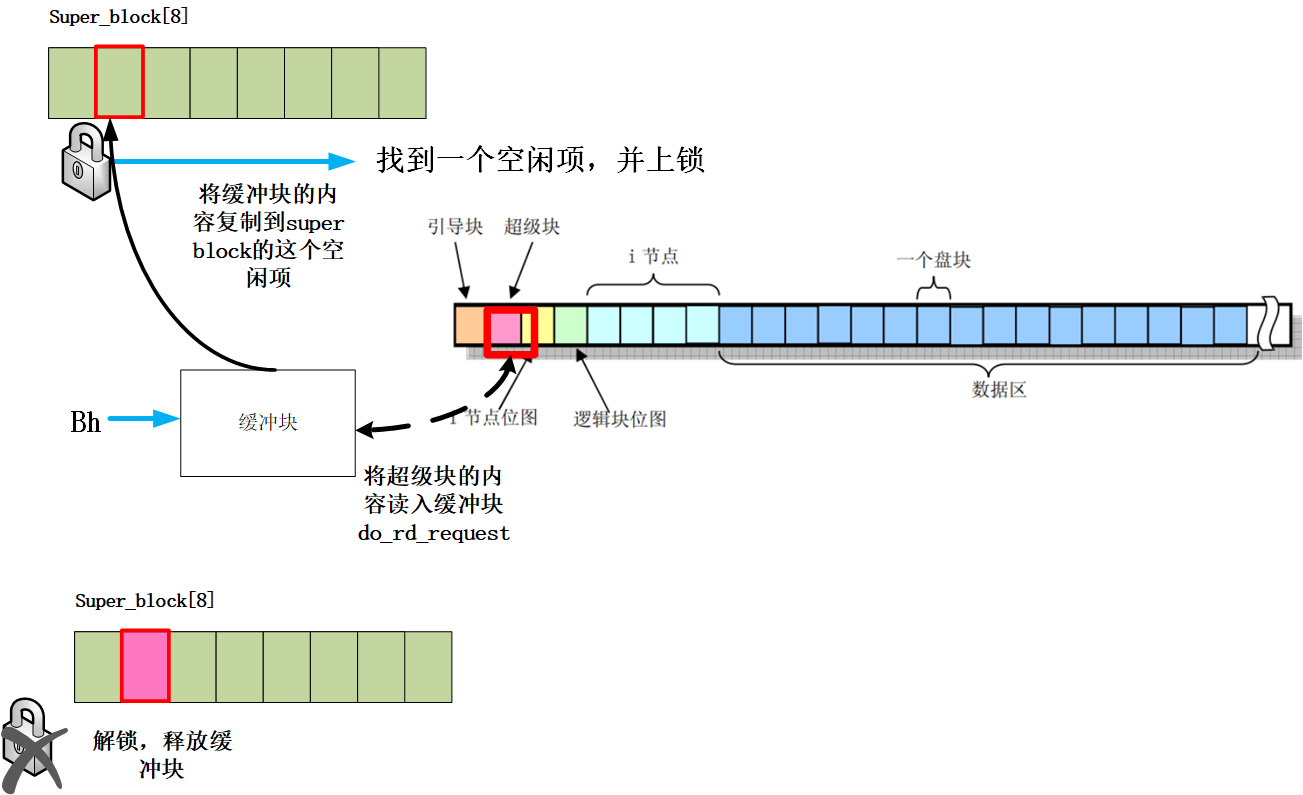 Super_block[8]
找到一个空闲项，并上锁
将缓冲块的内
容复制到super
block的这个空
闲项
引导块
超级块
i 节点
一个盘块
数据区
i 节点位图
逻辑块位图
Bh
缓冲块
将超级块的内
容读入缓冲块
do_rd_request
Super_block[8]
解锁，释放缓
冲块